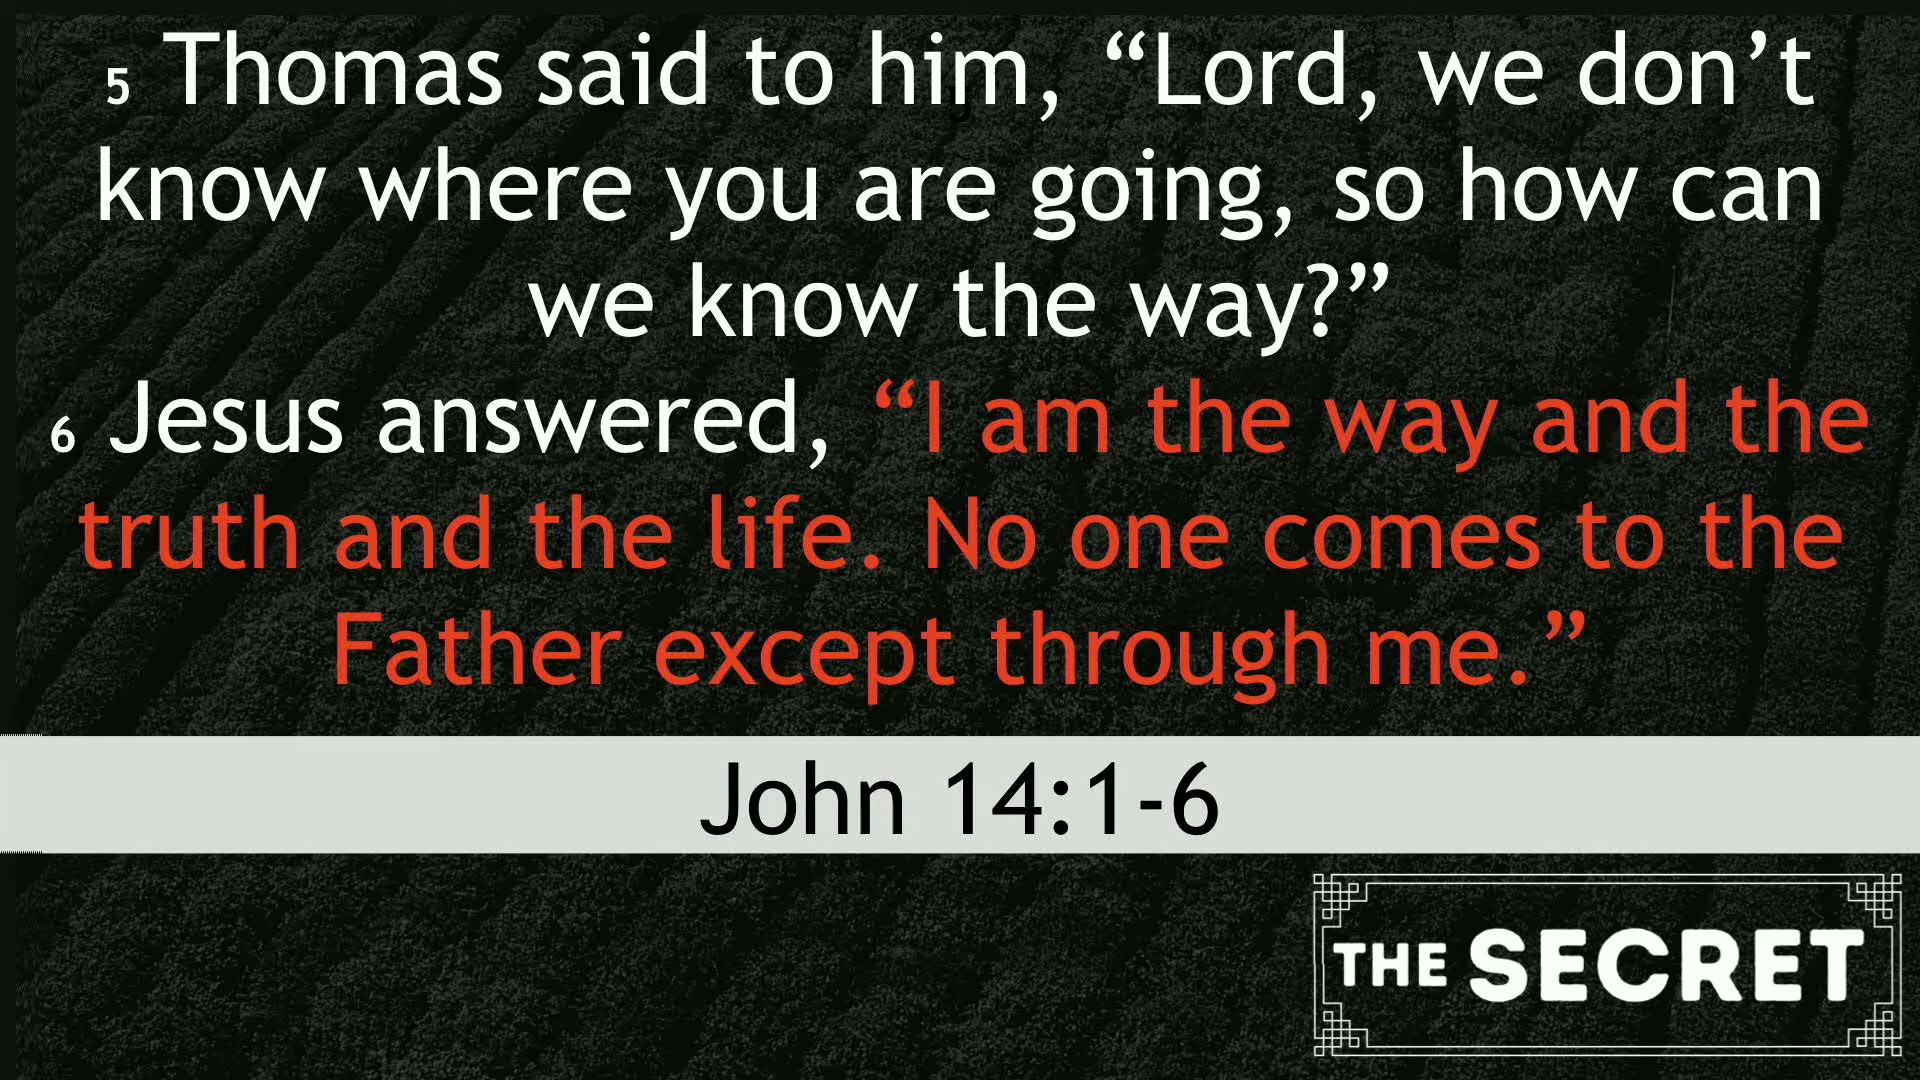 5 Thomas said to him, “Lord, we don’t
know where you are going, so how can
we know the way?”
6 Jesus answered, “I am the way and the
truth and the life. No one comes to the
Father except through me.”
John 14:1-6
THE SECRET